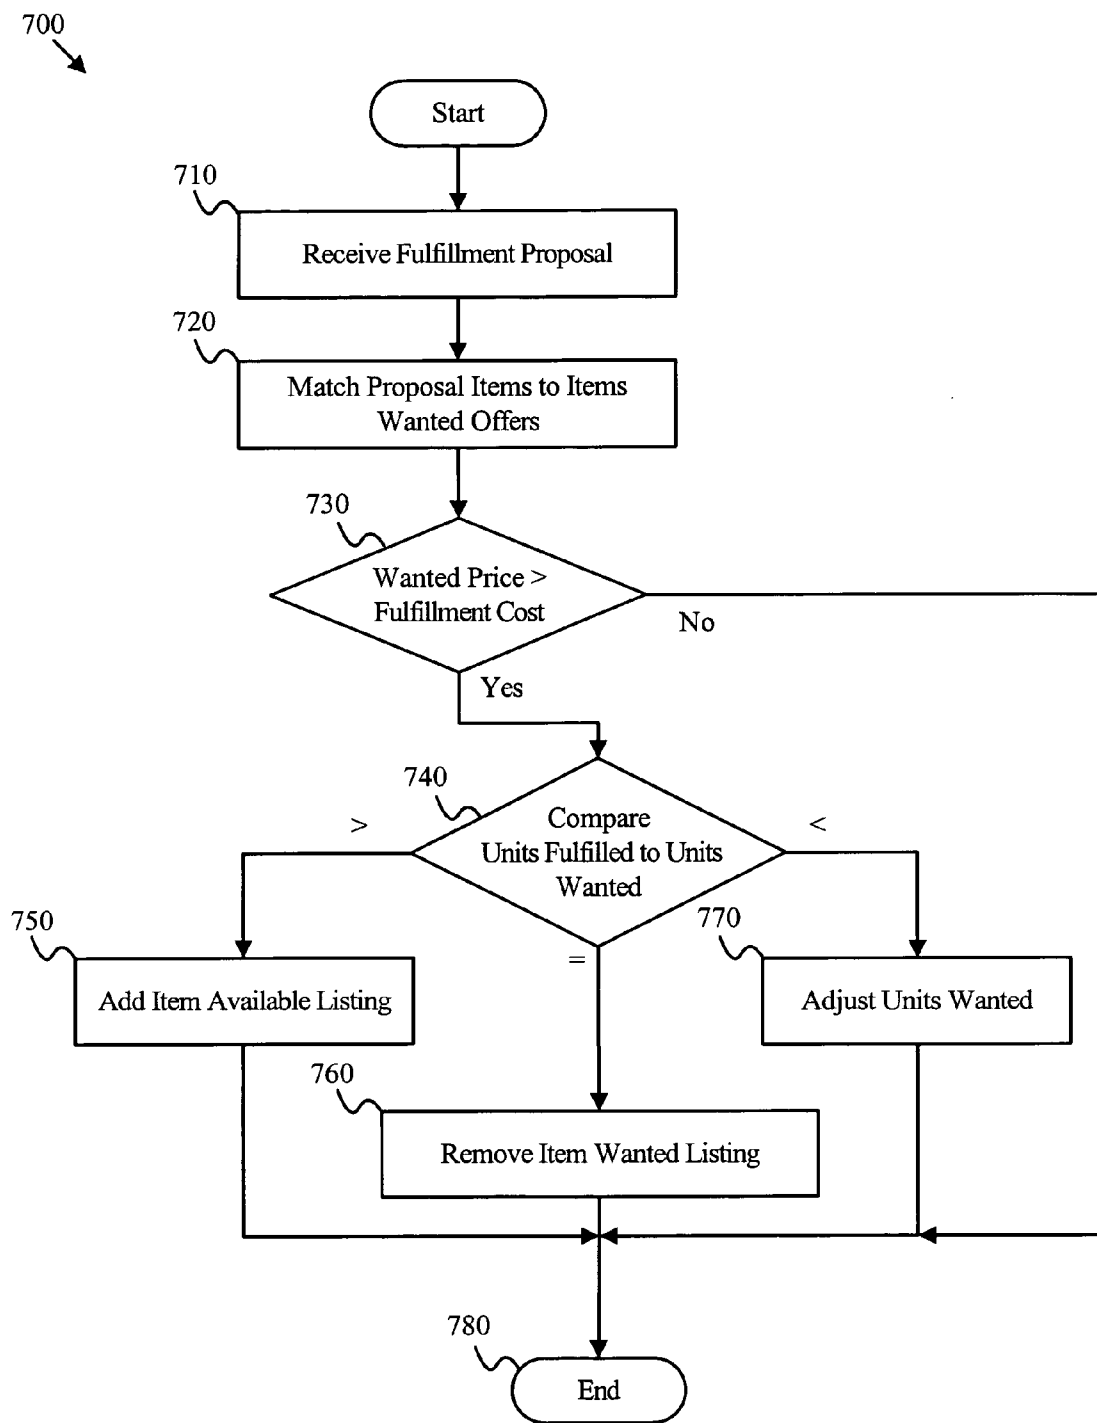 700
Start
710
Receive Fulfillment Proposal
720
Match Proposal Items to Items
Wanted Offers
730
Wanted Price >
Fulfillment Cost
No
Yes
740
>
<
Compare
Units Fulfilled to Units
Wanted
=
750
Add Item Available Listing
770
Adjust Units Wanted
760
Remove Item Wanted Listing
780
End